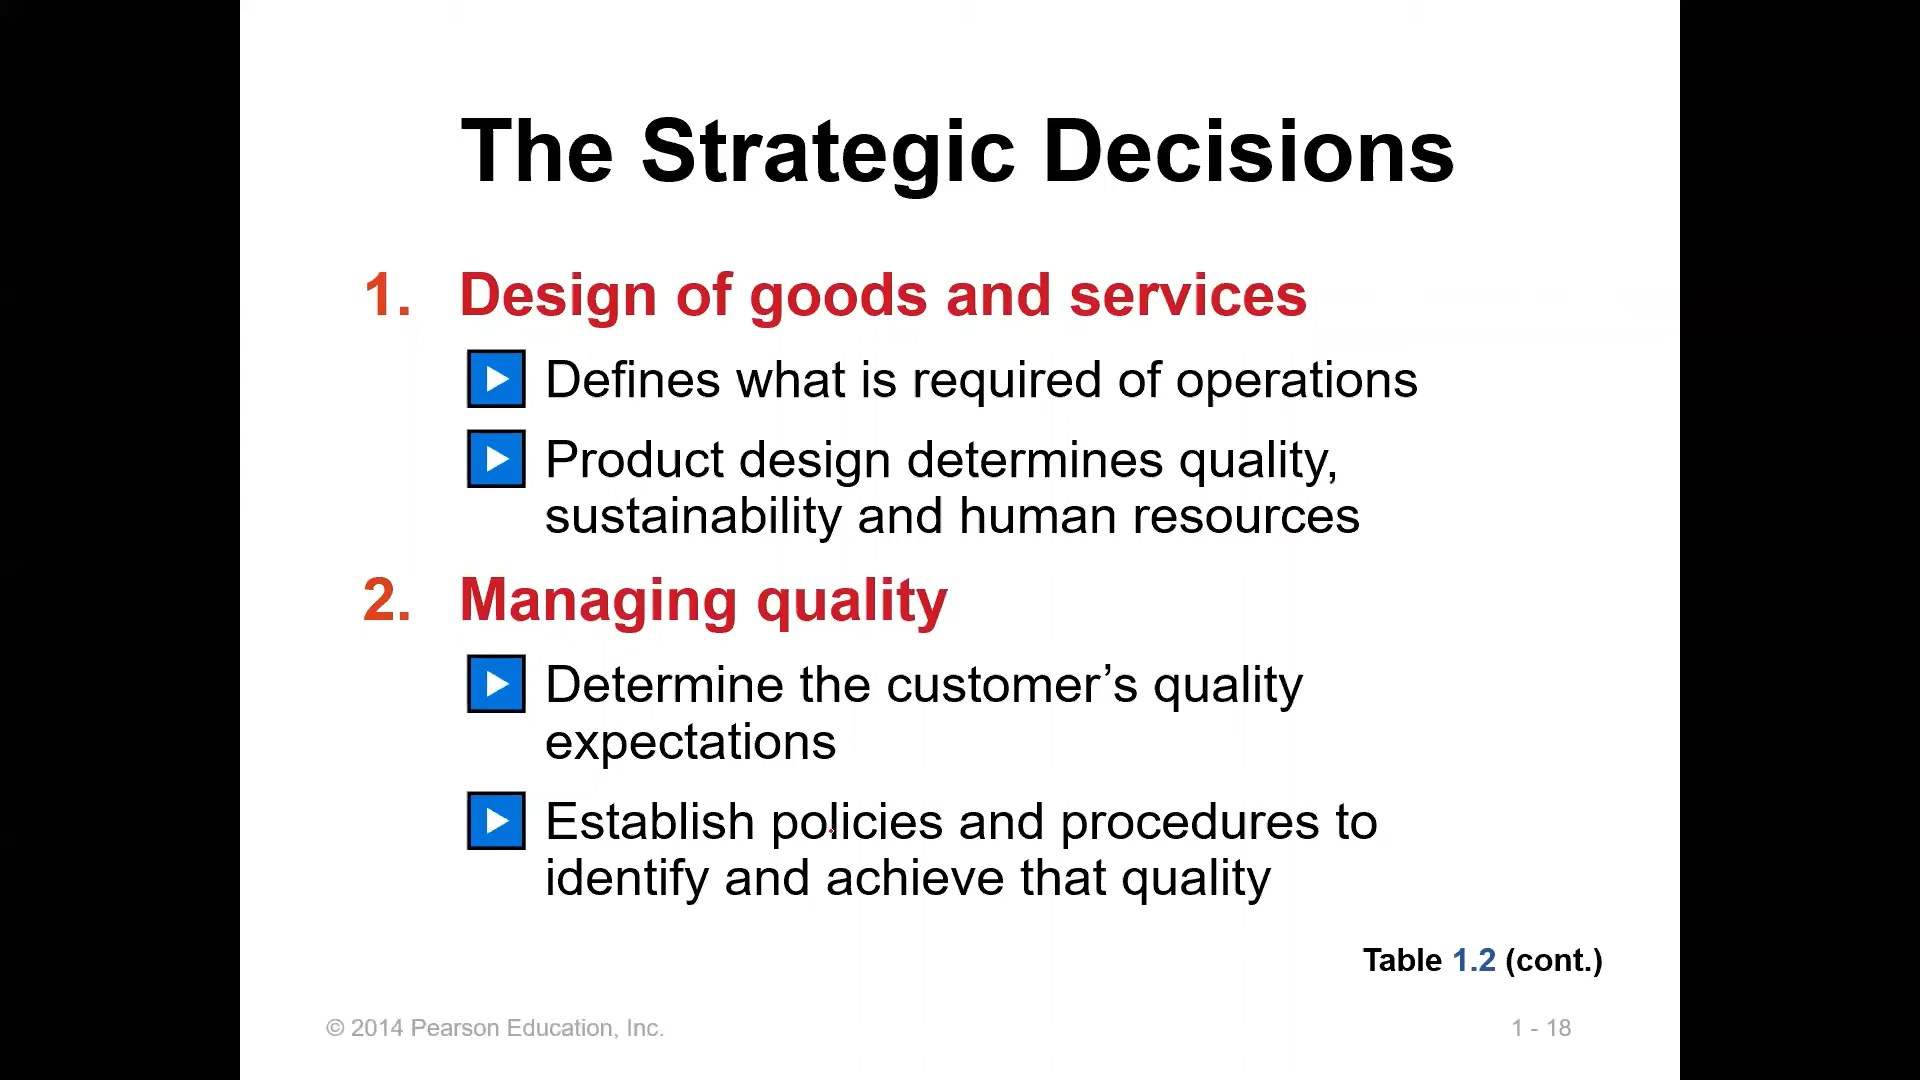 The Strategic Decisions
1. Design of goods and services
Defines what is required of operations
Product design determines quality,
sustainability and human resources
2. Managing quality
Determine the customer’s quality
expectations
Establish policies and procedures to
identify and achieve that quality
Table 1.2 (cont.)
© 2014 Pearson Education, Inc.
1 - 18